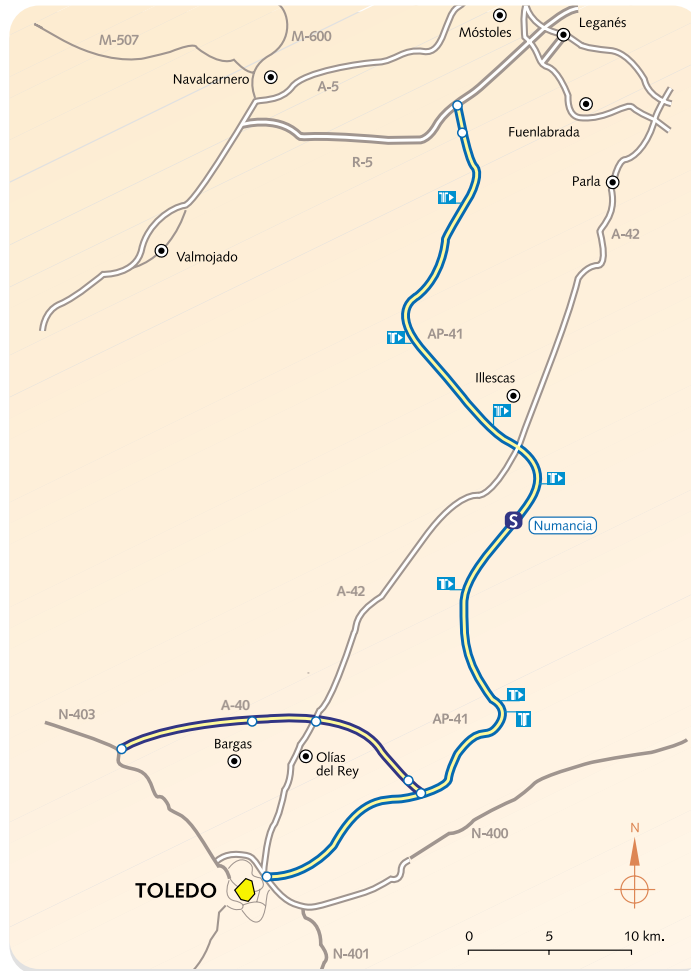 Leganés
Móstoles
M-507
M-600
Navalcarnero
A-5
Fuenlabrada
R-5
Parla
A-42
Valmojado
T
AP-41
T
Illescas
T
T
S
Numancia
T
A-42
T
T
N-403
A-40
AP-41
Bargas
Olías
del Rey
N-400
N
TOLEDO
0 5 10 km.
N-401